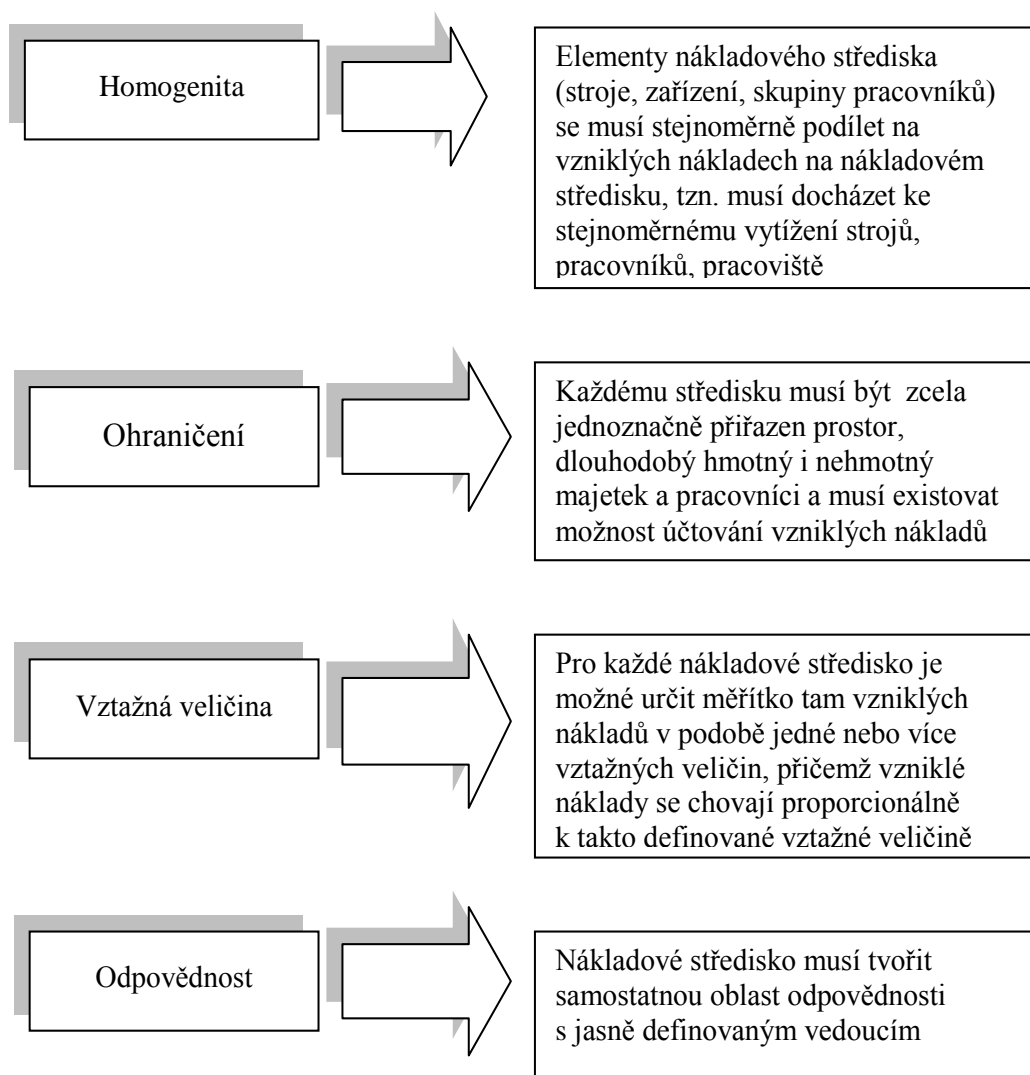 Homogenita
Elementy nákladového střediska
(stroje, zařízení, skupiny pracovníků)
se musí stejnoměrně podílet na
vzniklých nákladech na nákladovém
středisku, tzn. musí docházet ke
stejnoměrnému vytížení strojů,
pracovníků, pracoviště
Ohraničení
Každému středisku musí být zcela
jednoznačně přiřazen prostor,
dlouhodobý hmotný i nehmotný
majetek a pracovníci a musí existovat
možnost účtování vzniklých nákladů
Vztažná veličina
Pro každé nákladové středisko je
možné určit měřítko tam vzniklých
nákladů v podobě jedné nebo více
vztažných veličin, přičemž vzniklé
náklady se chovají proporcionálně
k takto definované vztažné veličině
Odpovědnost
Nákladové středisko musí tvořit
samostatnou oblast odpovědnosti
s jasně definovaným vedoucím